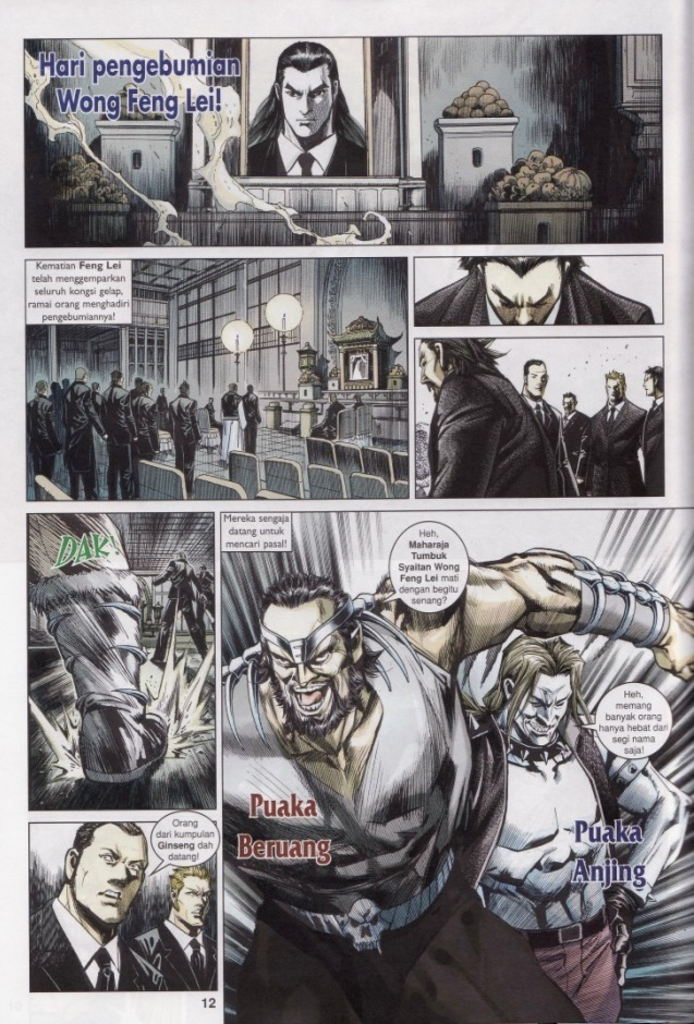 Hari pengebumian
Wong Feng Lei!
Kematian Feng Lei
telah menggemparkan
seluruh kongsi gelap,
ramai orang menghadiri
pengebumiannya!
DAK!
Mereka sengaja
datang untuk
mencari pasal!
Heh,
Maharaja
Tumbuk
Syaitan Wong
Feng Lei mati
dengan begitu
senang?
Heh,
memang
banyak orang
hanya hebat dari
segi nama
saja!
Puaka
Beruang
Puaka
Anjing
Orang
dari kumpulan
Ginseng dah
datang!
12